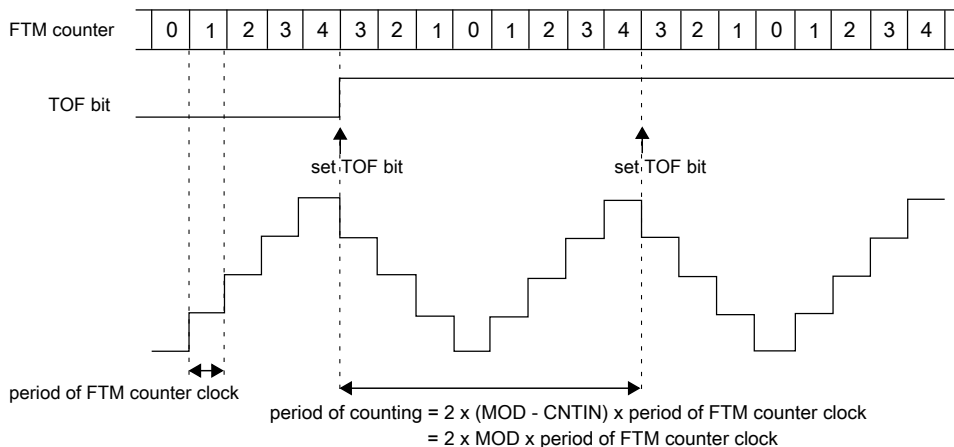 FTM counter 0 1 2 3 4 3 2 1 0 1 2 3 4 3 2 1 0 1 2 3 4
TOF bit
set TOF bit set TOF bit
period of FTM counter clock
period of counting = 2 x (MOD - CNTIN) x period of FTM counter clock
= 2 x MOD x period of FTM counter clock